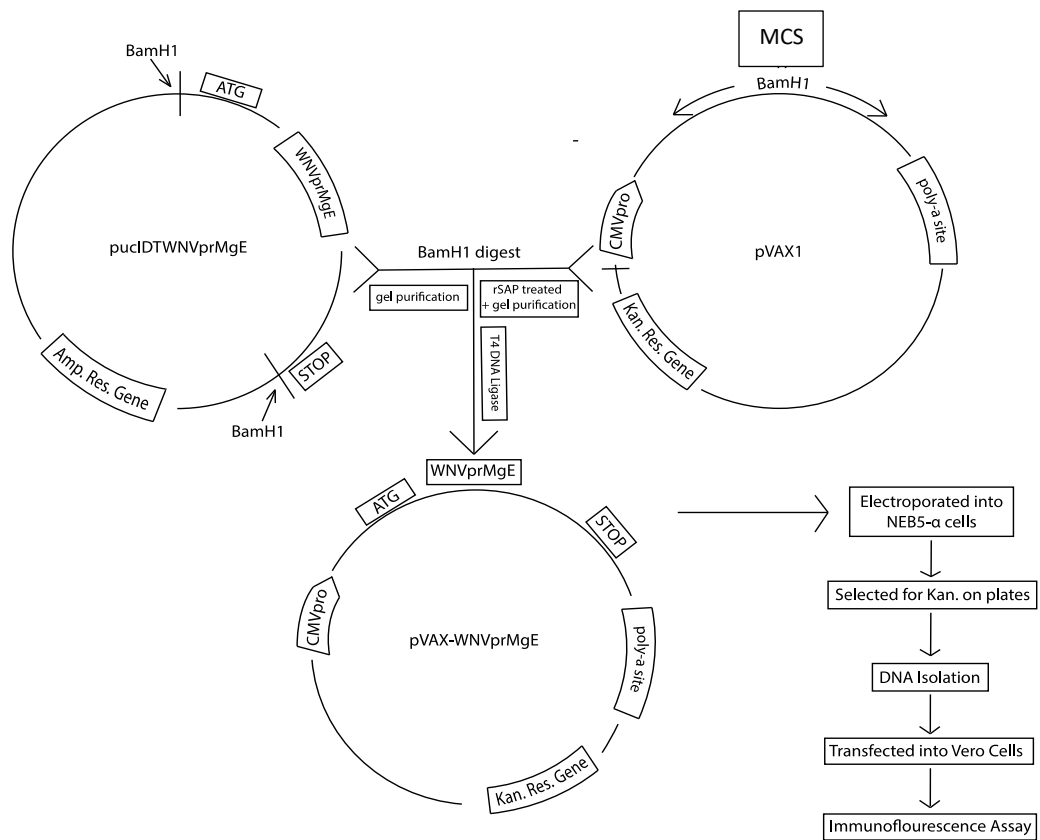 BamH1
ATG
WNVprMgE
pucIDTWNVprMgE
Amp. Res. Gene
STOP
BamH1
BamH1 digest
gel purification
rSAP treated
+ gel purification
T4 DNA Ligase
MCS
BamH1
CMVpro
poly-a site
pVAX1
Kan. Res. Gene
WNVprMgE
ATG
STOP
CMVpro
poly-a site
pVAX-WNVprMgE
Kan. Res. Gene
Electroporated into
NEB5-α cells
Selected for Kan. on plates
DNA Isolation
Transfected into Vero Cells
Immunoflourescence Assay